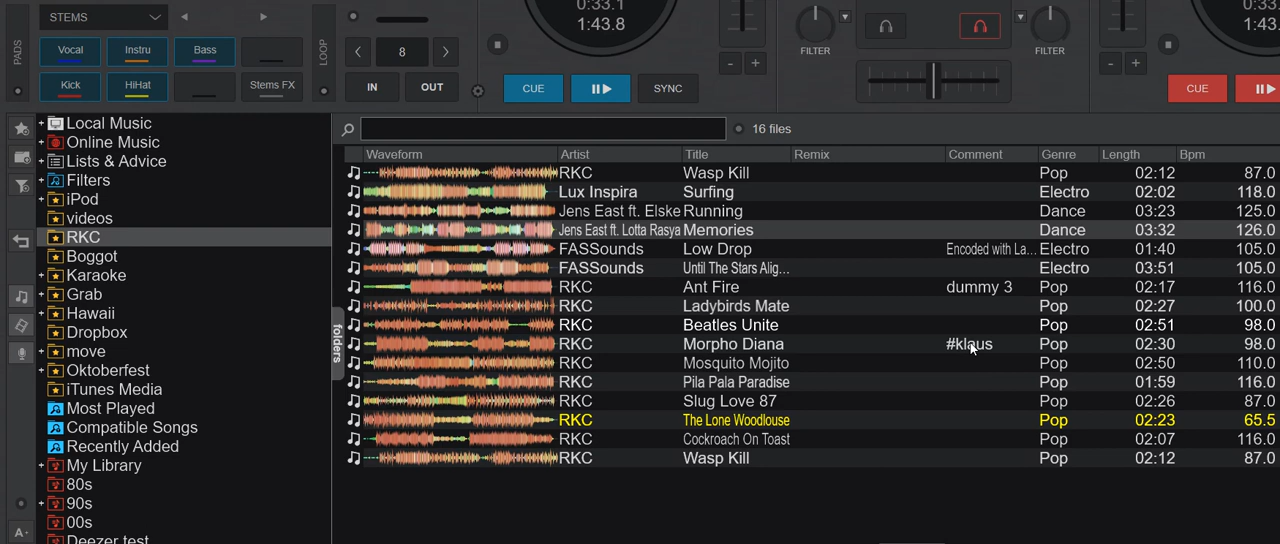 0:33.1
1:43.8
0:33
1:43.
PADS
STEMS
Vocal Instru Bass
Kick HiHat Stems FX
LOOP
8
IN OUT
CUE SYNC
FILTER FILTER
- +
- +
CUE
Local Music
Online Music
Lists & Advice
Filters
iPod
videos
RKC
Boggot
Karaoke
Grab
Hawaii
Dropbox
move
Oktoberfest
iTunes Media
Most Played
Compatible Songs
Recently Added
My Library
80s
90s
00s
Deezer test
A
folders
16 files
Waveform Artist Title Remix Comment Genre Length Bpm
RKC Wasp Kill Pop 02:12 87.0
Lux Inspira Surfing Electro 02:02 118.0
Jens East ft. Elske Running Dance 03:23 125.0
Jens East ft. Lotta Rasya Memories Dance 03:32 126.0
FASSounds Low Drop Encoded with La... Electro 01:40 105.0
FASSounds Until The Stars Alig... Electro 03:51 105.0
RKC Ant Fire dummy 3 Pop 02:17 116.0
RKC Ladybirds Mate Pop 02:27 100.0
RKC Beatles Unite Pop 02:51 98.0
RKC Morpho Diana #klaus Pop 02:30 98.0
RKC Mosquito Mojito Pop 02:50 110.0
RKC Pila Pala Paradise Pop 01:59 116.0
RKC Slug Love 87 Pop 02:26 87.0
RKC The Lone Woodlouse Pop 02:23 65.5
RKC Cockroach On Toast Pop 02:07 116.0
RKC Wasp Kill Pop 02:12 87.0